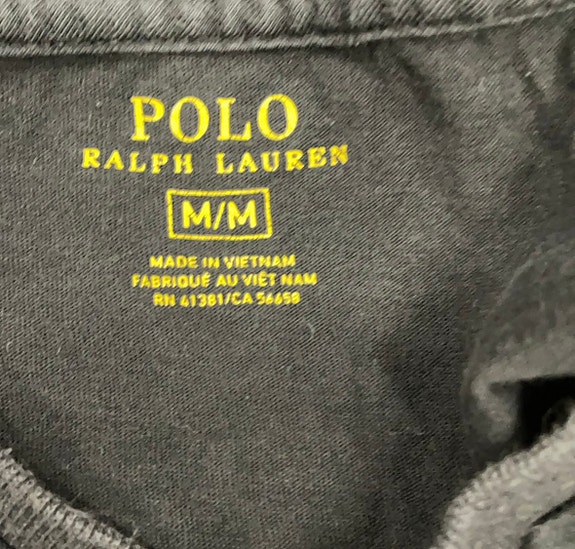 POLO
RALPH LAUREN
M/M
MADE IN VIETNAM
FABRIQUÉ AU VIÊT NAM
RN 41381/CA 56658